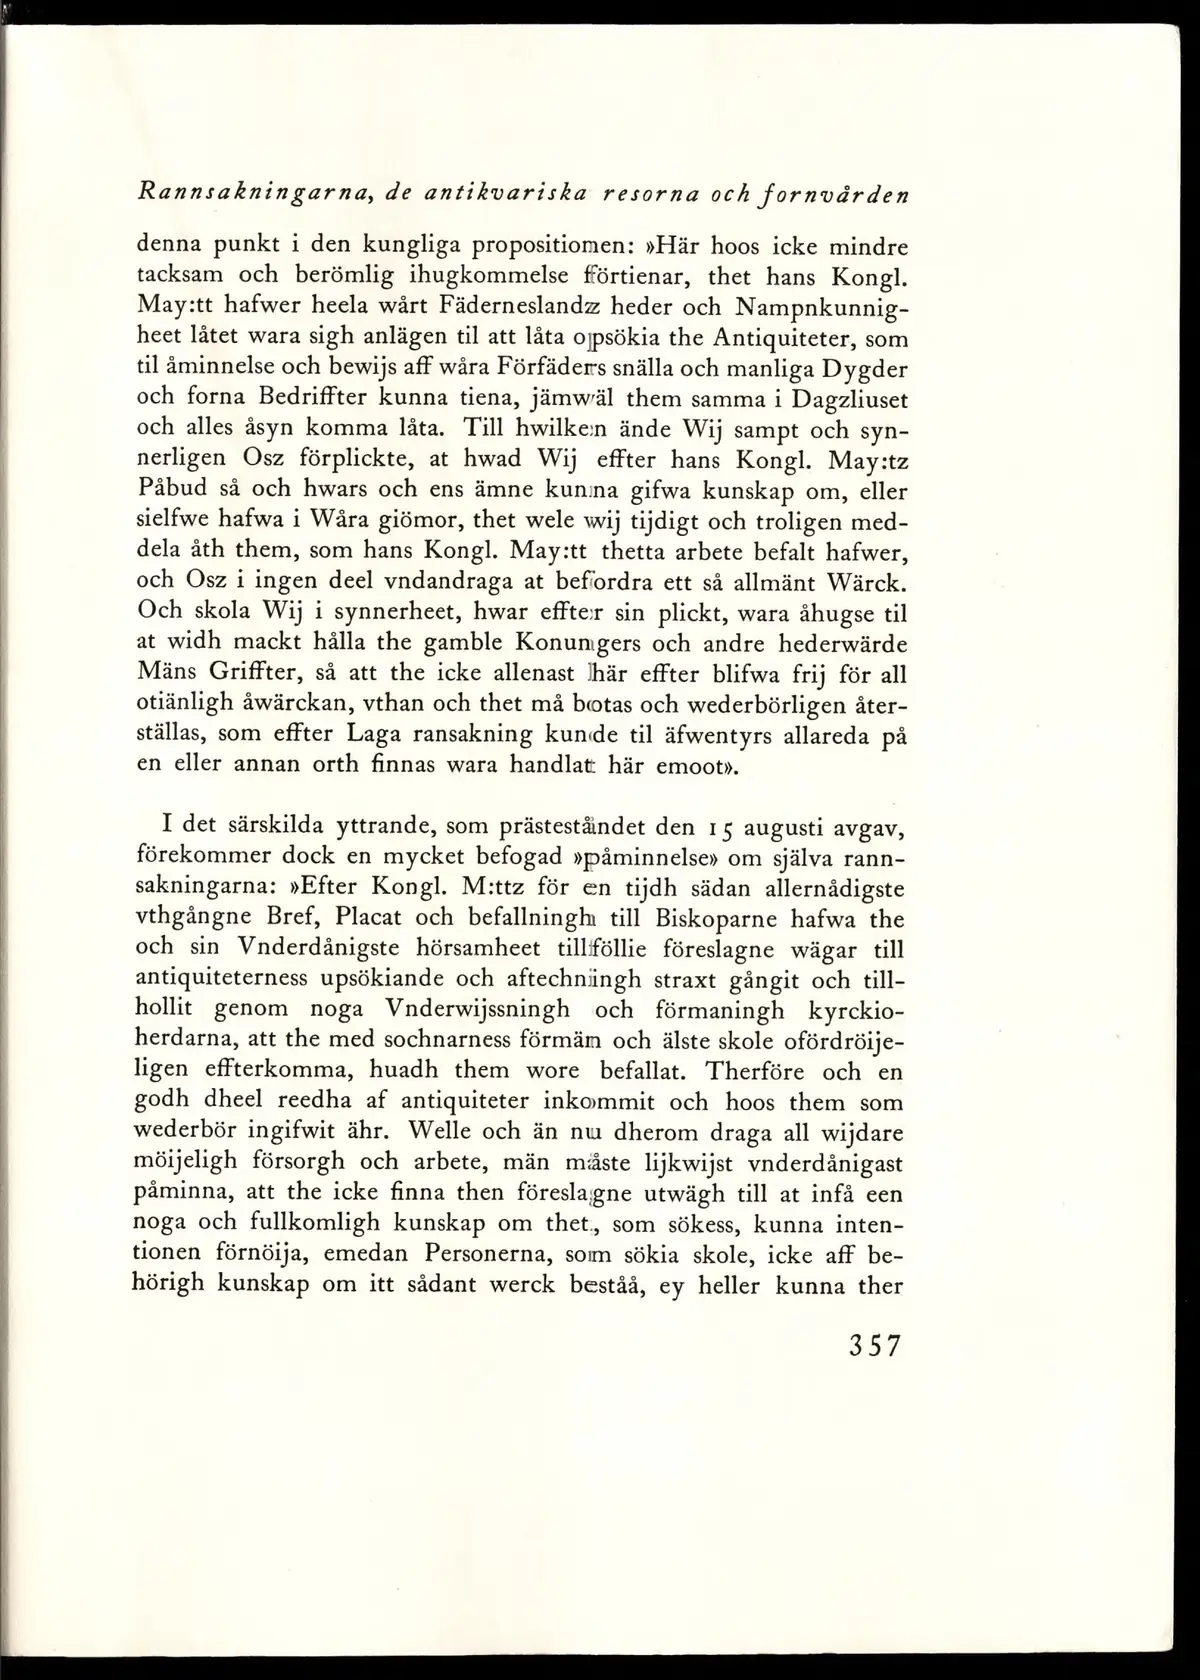 Rannsakningarna, de antikvariska resorna och fornvården
denna punkt i den kungliga propositionen: »Här hoos icke mindre
tacksam och berömlig ihugkommelse förtienar, thet hans Kongl.
May:tt hafwer heela wårt Fäderneslandz heder och Nampnkunnig-
heet låtet wara sigh anlägen til att låta opsökia the Antiquiteter, som
til åminnelse och bewijs aff wåra Förfäders snälla och manliga Dygder
och forna Bedriffter kunna tiena, jämwäl them samma i Dagzliuset
och alles åsyn komma låta. Till hwilken ände Wij sampt och syn-
nerligen Osz förplickte, at hwad Wij effter hans Kongl. May:tz
Påbud så och hwars och ens ämne kunna gifwa kunskap om, eller
sielfwe hafwa i Wåra giömor, thet wele wij tijdigt och troligen med-
dela åth them, som hans Kongl. May:tt thetta arbete befalt hafwer,
och Osz i ingen deel vndandraga at befordra ett så allmänt Wärck.
Och skola Wij i synnerheet, hwar effter sin plickt, wara åhugse til
at widh mackt hålla the gamble Konungers och andre hederwärde
Mäns Griffter, så att the icke allenast här effter blifwa frij för all
otiänligh åwärckan, vthan och thet må bootas och wederbörligen åter-
ställas, som effter Laga ransakning kunde til äfwentyrs allareda på
en eller annan orth finnas wara handlat här emoot».
I det särskilda yttrande, som prästeståndet den 15 augusti avgav,
förekommer dock en mycket befogad »påminnelse» om själva rann-
sakningarna: »Efter Kongl. M:ttz för en tijdh sädan allernådigste
vthgångne Bref, Placat och befallningh till Biskoparne hafwa the
och sin Vnderdånigste hörsamheet tillföllie föreslagne wägar till
antiquiteterness upsökiande och aftechningh straxt gångit och till-
hollit genom noga Vnderwijssningh och förmaningh kyrckio-
herdarna, att the med sochnarness förmäm och älste skole ofördröije-
ligen effterkomma, huadh them wore befallat. Therföre och en
godh dheel reedha af antiquiteter inkommit och hoos them som
wederbör ingifwit ähr. Welle och än nu dherom draga all wijdare
möijeligh försorgh och arbete, män måste lijkwijst vnderdånigast
påminna, att the icke finna then föreslagne utwägh till at infå een
noga och fullkomligh kunskap om thet, som sökess, kunna inten-
tionen förnöija, emedan Personerna, som sökia skole, icke aff be-
hörigh kunskap om itt sådant werck beståå, ey heller kunna ther
357